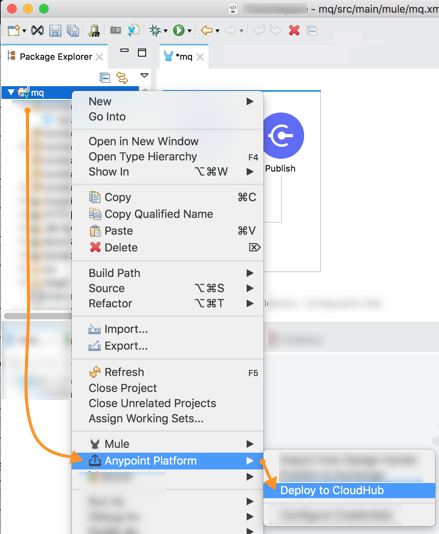 - mq/src/main/mule/mq.xm
Package Explorer
*mq
mq
New
Go Into
Open in New Window
Open Type Hierarchy F4
Show In ⌥⌘W
Copy ⌘C
Copy Qualified Name
Paste ⌘V
Delete ⌦
Build Path
Source ⌥⌘S
Refactor ⌥⌘T
Import...
Export...
Refresh F5
Close Project
Close Unrelated Projects
Assign Working Sets...
Mule
Anypoint Platform
Publish
Deploy to CloudHub